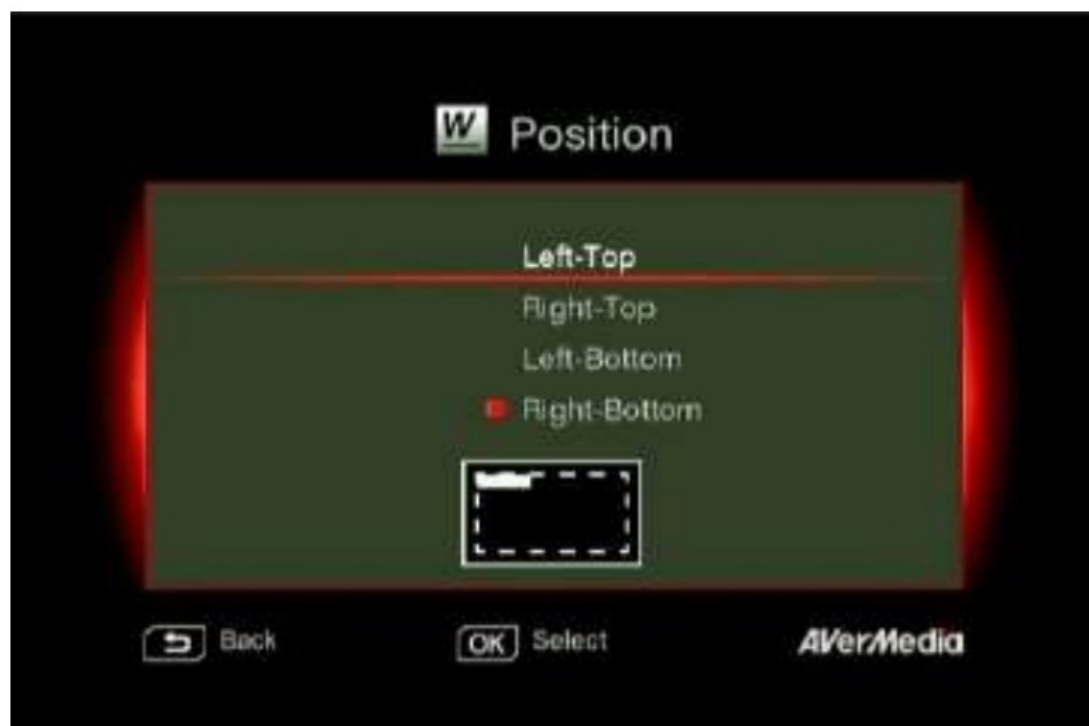 W Position
Left-Top
Right-Top
Left-Bottom
Right-Bottom
Back
OK Select
AVerMedia